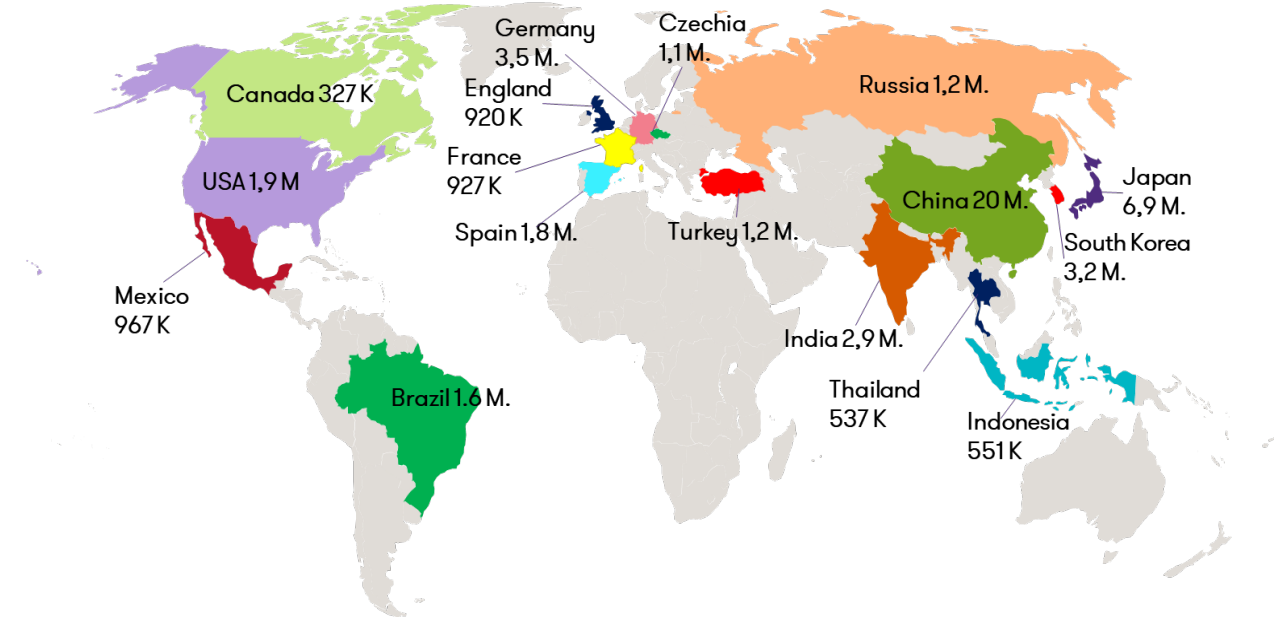 Germany
3,5 M.
Czechia
1,1 M.
England
920 K
Canada 327 K
Russia 1,2 M.
France
927 K
USA 1,9 M
Spain 1,8 M.
Turkey 1,2 M.
China 20 M.
Japan
6,9 M.
South Korea
3,2 M.
Mexico
967 K
India 2,9 M.
Brazil 1.6 M.
Thailand
537 K
Indonesia
551 K